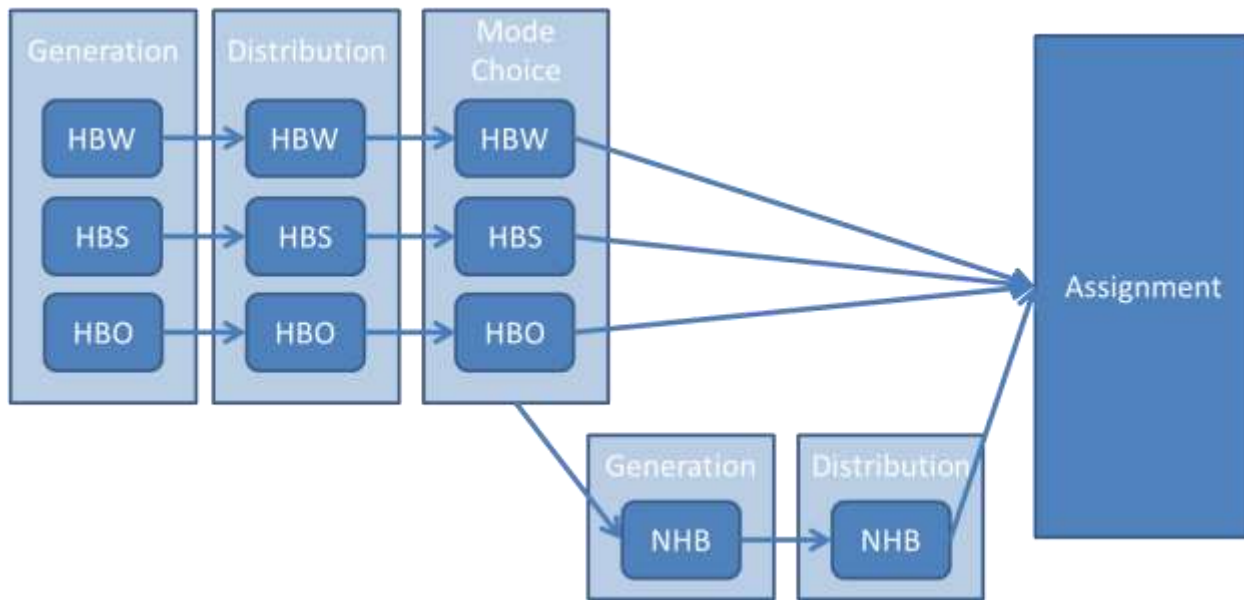 Generation
Distribution
Mode
Choice
HBW
HBW
HBW
HBS
HBS
HBS
HBO
HBO
HBO
Assignment
Generation
Distribution
NHB
NHB